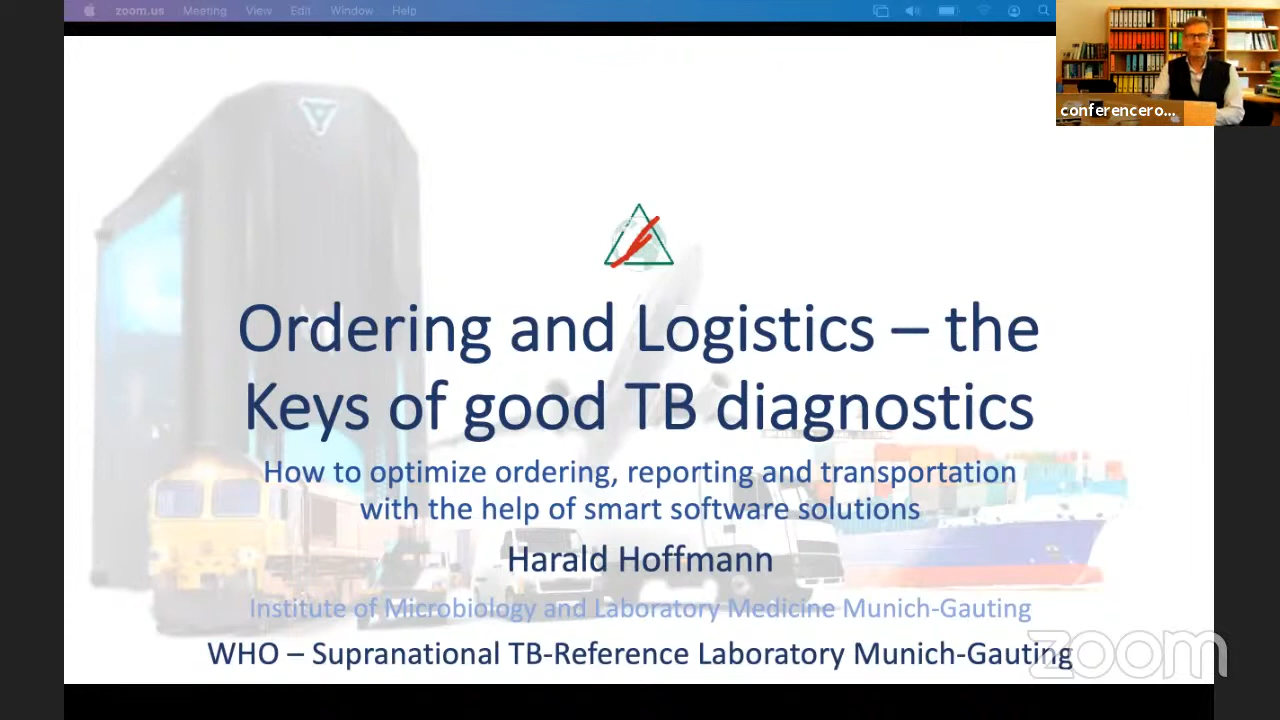 zoom.us Meeting View Edit Window Help
conferencero...
Ordering and Logistics – the
Keys of good TB diagnostics
How to optimize ordering, reporting and transportation
with the help of smart software solutions
Harald Hoffmann
Institute of Microbiology and Laboratory Medicine Munich-Gauting
WHO – Supranational TB-Reference Laboratory Munich-Gauting
zoom